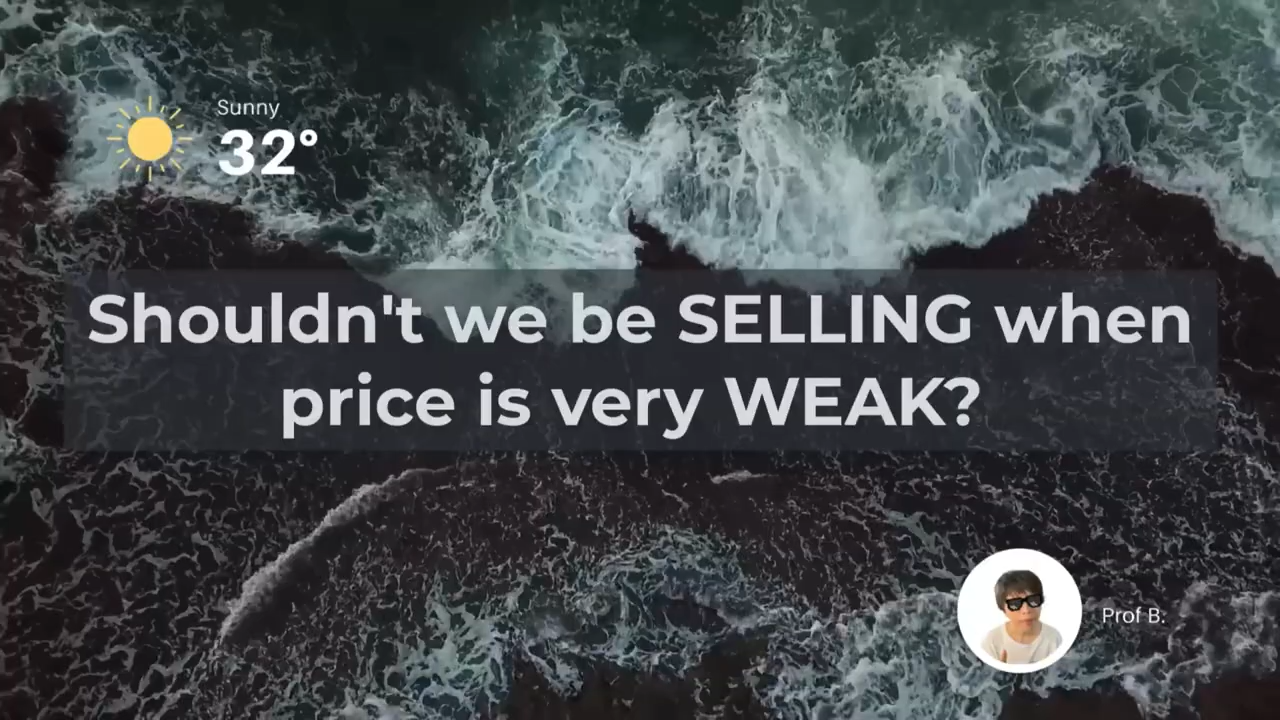 Sunny
32°
Shouldn't we be SELLING when
price is very WEAK?
Prof B.